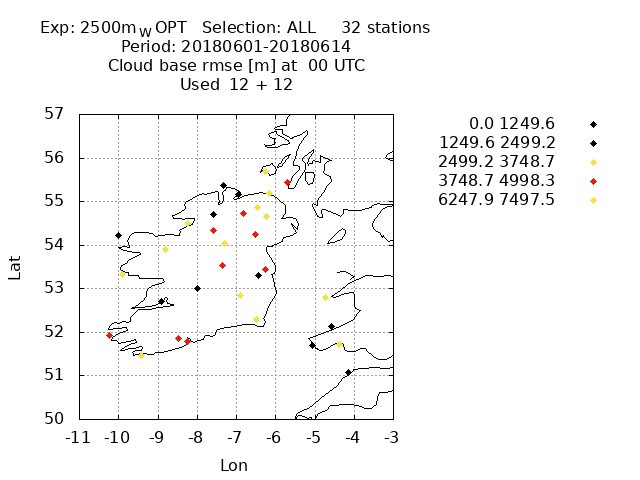 Exp: 2500m_W OPT   Selection: ALL     32 stations
Period: 20180601-20180614
Cloud base rmse [m] at  00 UTC
Used  12 + 12
0.0 1249.6
1249.6 2499.2
2499.2 3748.7
3748.7 4998.3
6247.9 7497.5
Lat
57
56
55
54
53
52
51
50
-11 -10 -9 -8 -7 -6 -5 -4 -3
Lon